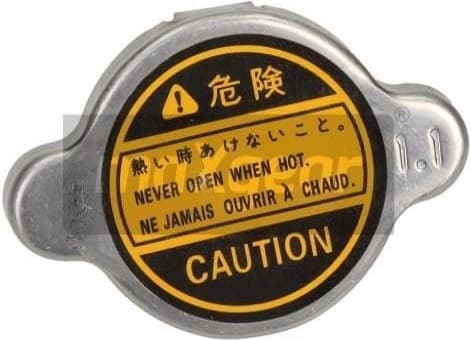 危険
熱い時あけないこと。
NEVER OPEN WHEN HOT.
NE JAMAIS OUVRIR À CHAUD.
CAUTION
1.1
maxgear
®